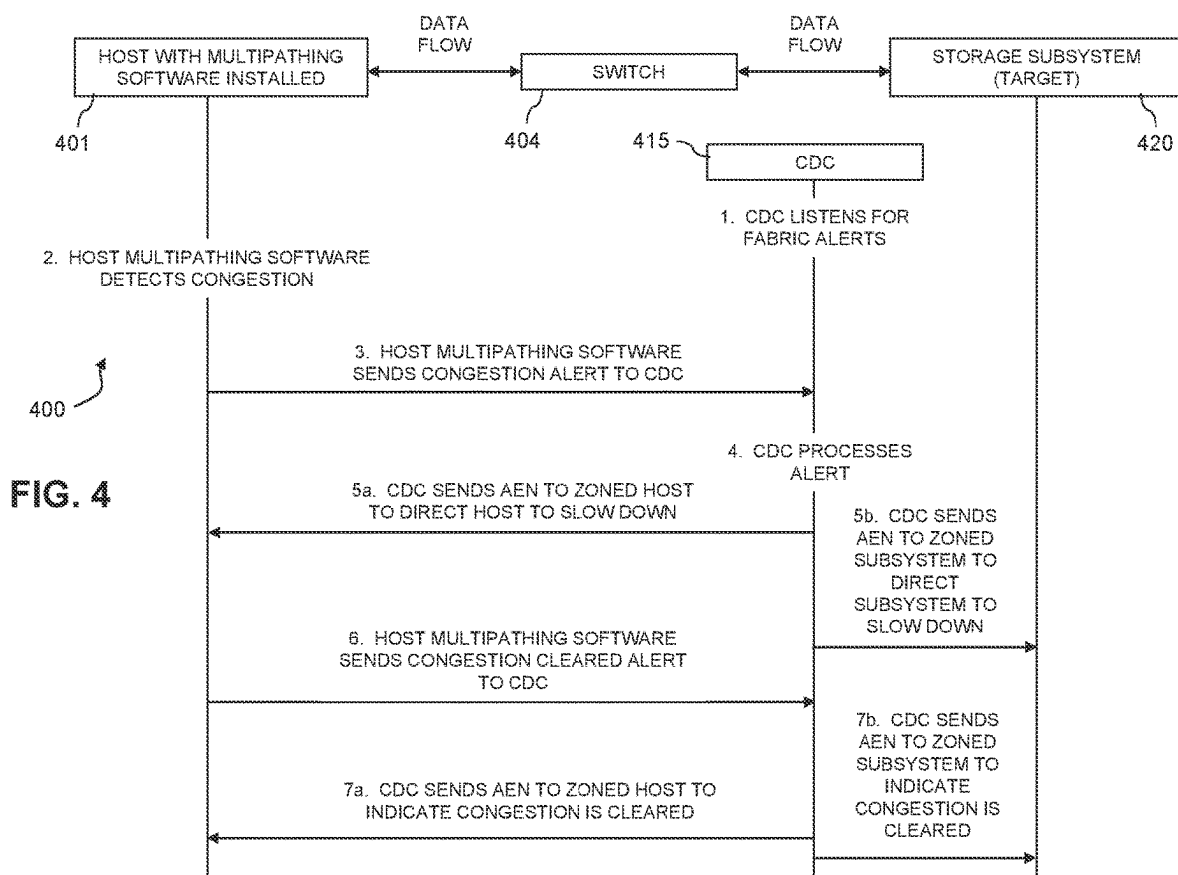 DATA
FLOW
DATA
FLOW
HOST WITH MULTIPATHING
SOFTWARE INSTALLED
SWITCH
STORAGE SUBSYSTEM
(TARGET)
401
404
415
420
CDC
1. CDC LISTENS FOR
FABRIC ALERTS
2. HOST MULTIPATHING SOFTWARE
DETECTS CONGESTION
3. HOST MULTIPATHING SOFTWARE
SENDS CONGESTION ALERT TO CDC
400
4. CDC PROCESSES
ALERT
FIG. 4
5a. CDC SENDS AEN TO ZONED HOST
TO DIRECT HOST TO SLOW DOWN
5b. CDC SENDS
AEN TO ZONED
SUBSYSTEM TO
DIRECT
SUBSYSTEM TO
SLOW DOWN
6. HOST MULTIPATHING SOFTWARE
SENDS CONGESTION CLEARED ALERT
TO CDC
7b. CDC SENDS
AEN TO ZONED
SUBSYSTEM TO
INDICATE
CONGESTION IS
CLEARED
7a. CDC SENDS AEN TO ZONED HOST TO
INDICATE CONGESTION IS CLEARED